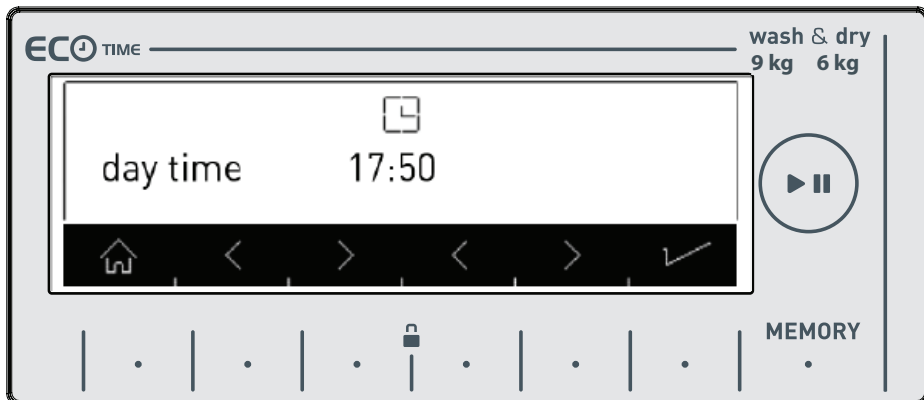 ECO TIME
wash & dry
9 kg 6 kg
day time 17:50
MEMORY